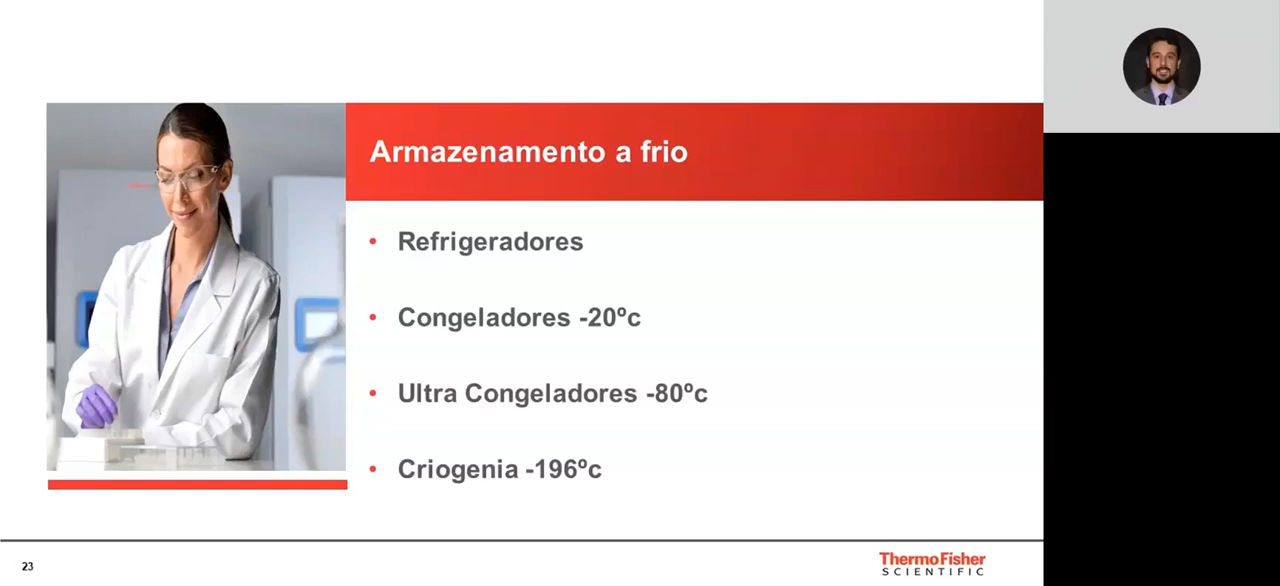 Armazenamento a frio
• Refrigeradores
• Congeladores -20ºc
• Ultra Congeladores -80ºc
• Criogenia -196ºc
23
ThermoFisher
SCIENTIFIC